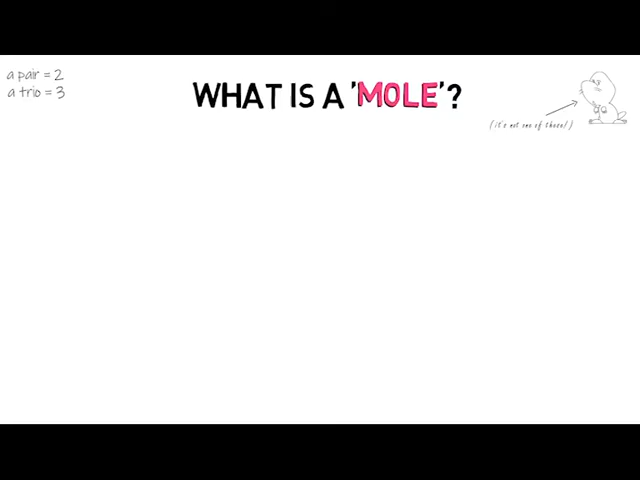 a pair = 2
a trio = 3
WHAT IS A 'MOLE'?
(it's not one of these!)